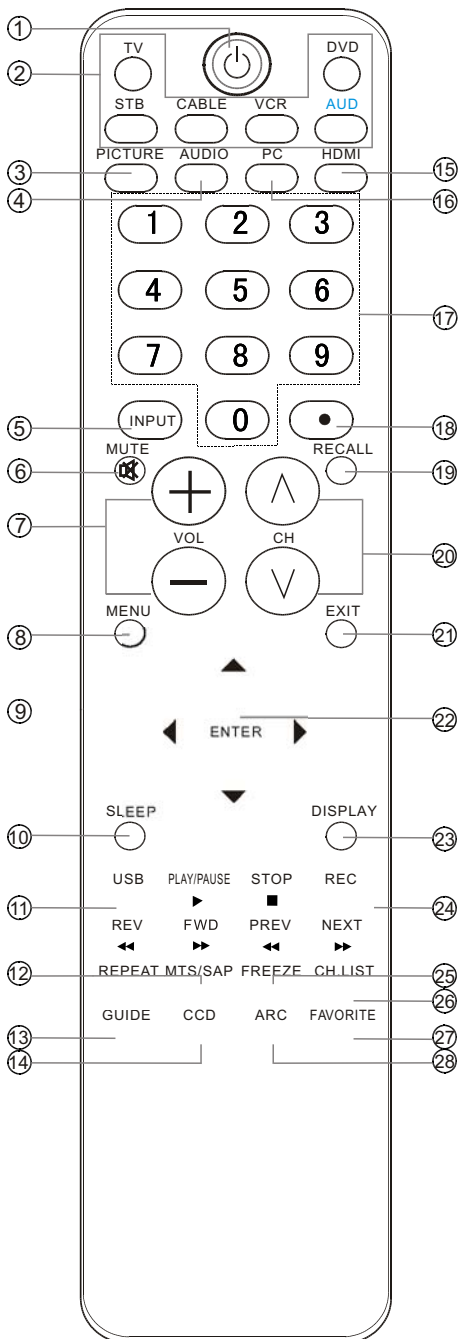 1
TV DVD
2
STB CABLE VCR AUD
PICTURE AUDIO PC HDMI
3 15
4 16
1 2 3
4 5 6
17
7 8 9
5 INPUT 0 18
MUTE RECALL
6 19
7
VOL CH 20
MENU EXIT
8 21
9 ENTER 22
SLEEP DISPLAY
10 23
USB PLAY/PAUSE STOP REC
11 24
REV FWD PREV NEXT
12 25
REPEAT MTS/SAP FREEZE CH.LIST
26
GUIDE CCD ARC FAVORITE
13 27
14 28